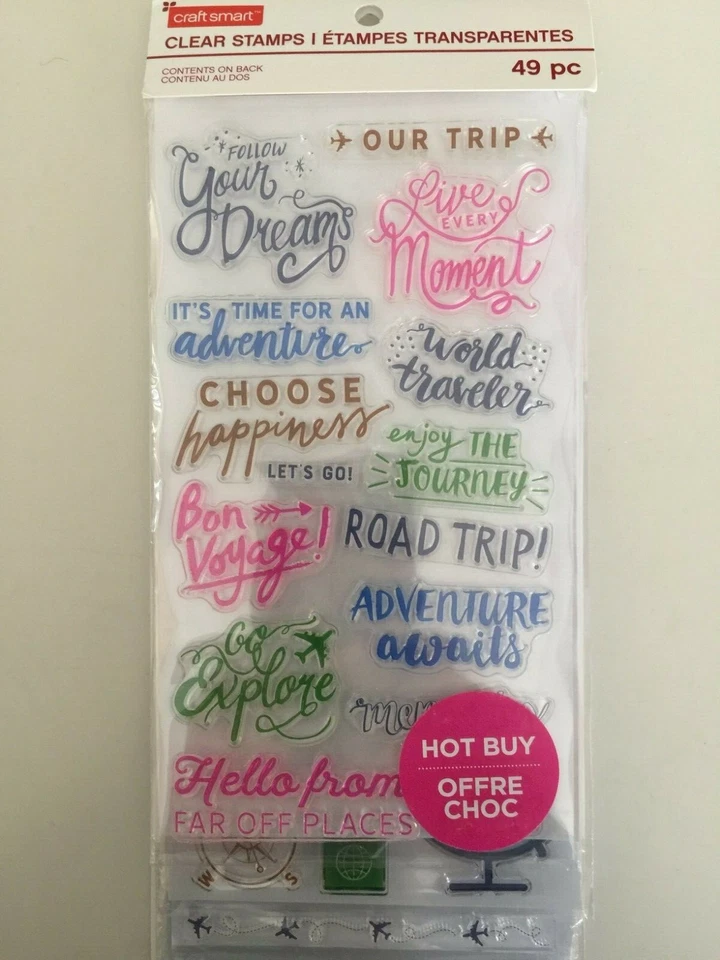 craft smart™
CLEAR STAMPS | ÉTAMPES TRANSPARENTES
CONTENTS ON BACK
CONTENU AU DOS
49 pc
FOLLOW
Your
Dreams
OUR TRIP
Live
EVERY
Moment
IT'S TIME FOR AN
adventure
world
traveler
CHOOSE
happiness
LET'S GO!
enjoy THE
JOURNEY
Bon
Voyage!
ROAD TRIP!
ADVENTURE
awaits
GO
Explore
HOT BUY
OFFRE
CHOC
Hello from
FAR OFF PLACES
W
S